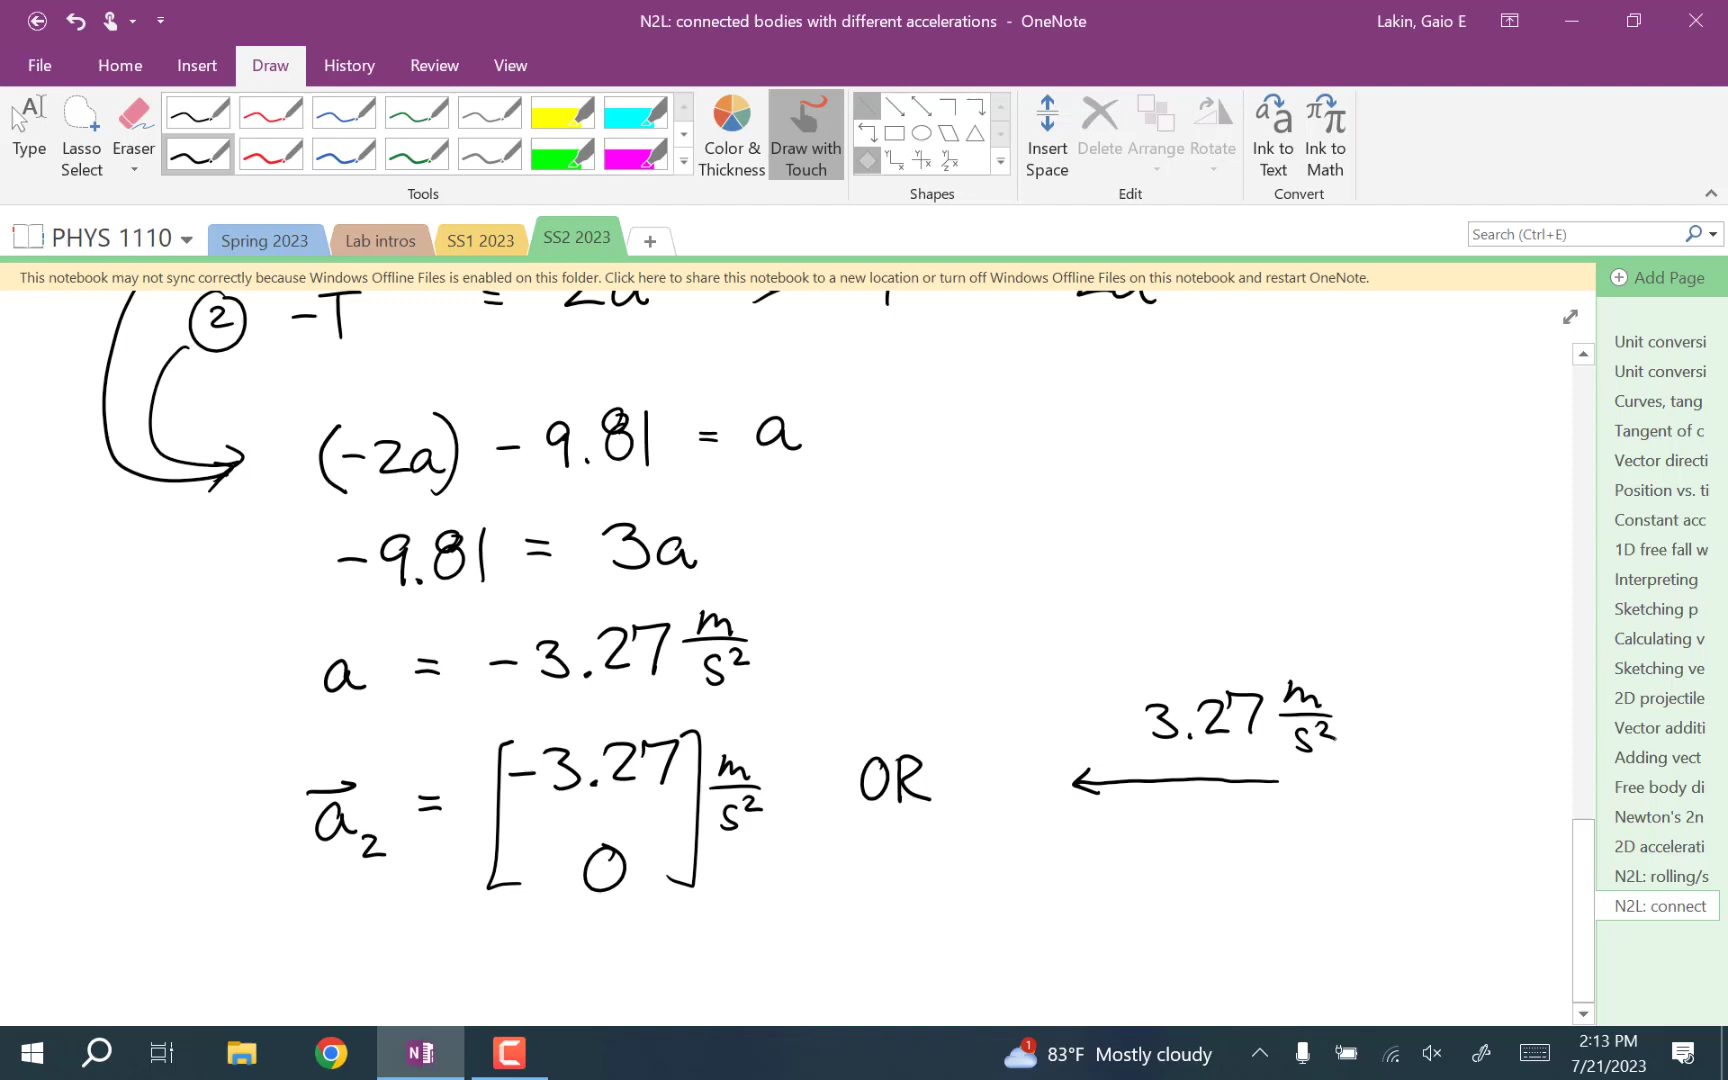 N2L: connected bodies with different accelerations - OneNote
Lakin, Gaio E
File Home Insert Draw History Review View
Type
Lasso Select
Eraser
Color & Thickness
Draw with Touch
Insert Space
Delete
Arrange
Rotate
Ink to Text
Ink to Math
Tools
Shapes
Edit
Convert
PHYS 1110
Spring 2023
Lab intros
SS1 2023
SS2 2023
Search (Ctrl+E)
This notebook may not sync correctly because Windows Offline Files is enabled on this folder. Click here to share this notebook to a new location or turn off Windows Offline Files on this notebook and restart OneNote.
Add Page
Unit conversi
Unit conversi
Curves, tang
Tangent of c
Vector directi
Position vs. ti
Constant acc
1D free fall w
Interpreting
Sketching p
Calculating v
Sketching ve
2D projectile
Vector additi
Adding vect
Free body di
Newton's 2n
2D accelerati
N2L: rolling/s
N2L: connect
② -T = 2a
(-2a) - 9.81 = a
-9.81 = 3a
a = -3.27 m/s²
a⃗₂ = [-3.27 0] m/s² OR 3.27 m/s² ←
1
83°F Mostly cloudy
2:13 PM
7/21/2023